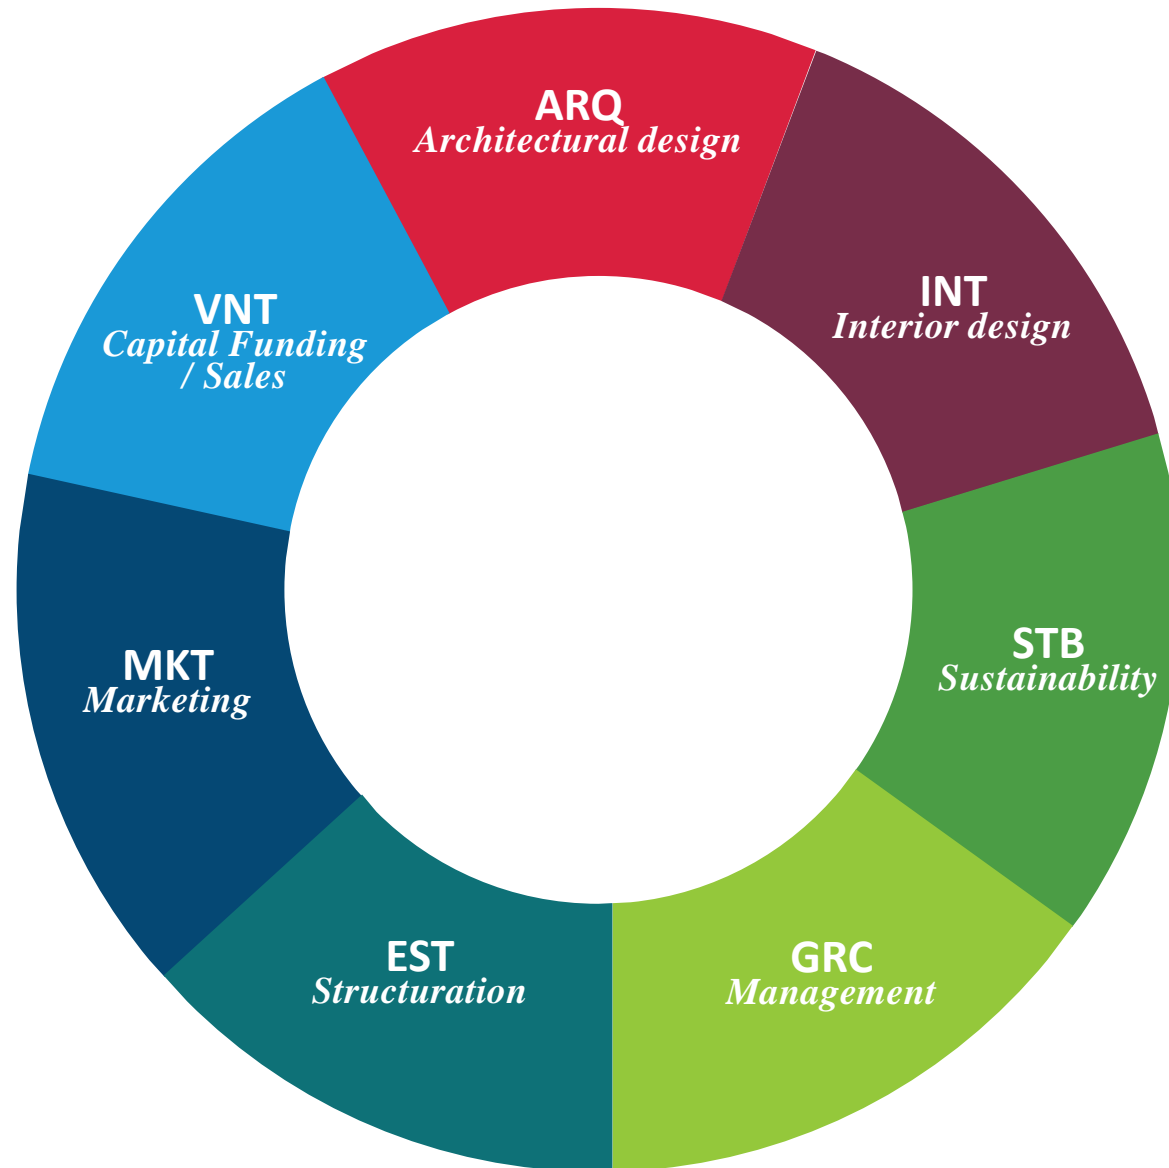 ARQ
Architectural design
INT
Interior design
STB
Sustainability
GRC
Management
EST
Structuration
MKT
Marketing
VNT
Capital Funding
/ Sales